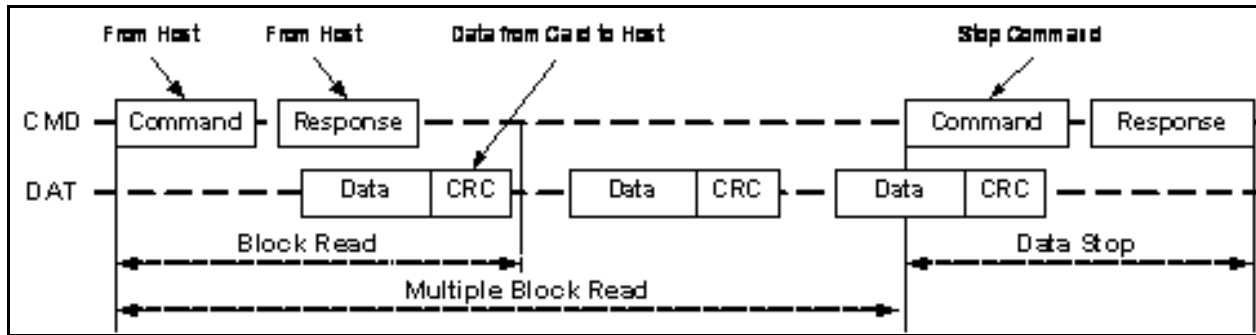 From Host From Host Data from Card to Host Stop Command
CMD Command Response Command Response
DAT Data CRC Data CRC Data CRC
Block Read Data Stop
Multiple Block Read